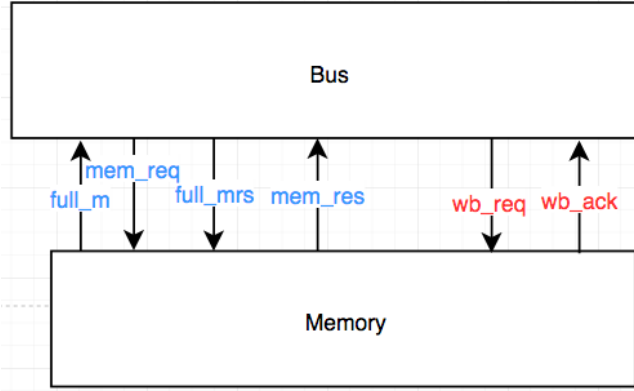 Bus
mem_req
full_m
full_mrs
mem_res
wb_req
wb_ack
Memory